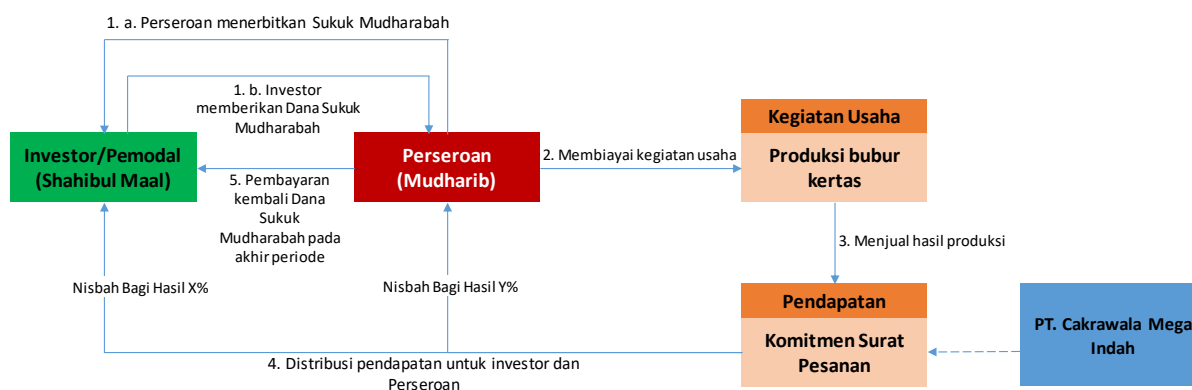 1. a. Perseroan menerbitkan Sukuk Mudharabah
1. b. Investor
memberikan Dana Sukuk
Mudharabah
Investor/Pemodal
(Shahibul Maal)
Perseroan
(Mudharib)
2. Membiayai kegiatan usaha
Kegiatan Usaha
Produksi bubur
kertas
5. Pembayaran
kembali Dana
Sukuk
Mudharabah pada
akhir periode
3. Menjual hasil produksi
Nisbah Bagi Hasil X%
Nisbah Bagi Hasil Y%
Pendapatan
Komitmen Surat
Pesanan
PT. Cakrawala Mega
Indah
4. Distribusi pendapatan untuk investor dan
Perseroan